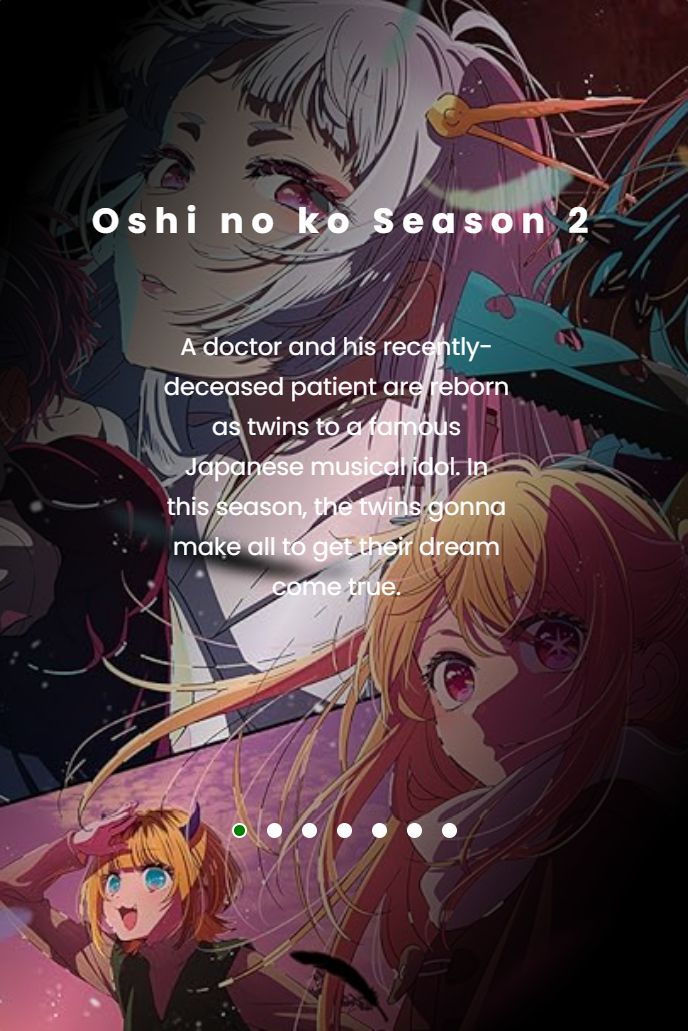 Oshi no ko Season 2
A doctor and his recently-
deceased patient are reborn
as twins to a famous
Japanese musical idol. In
this season, the twins gonna
make all to get their dream
come true.